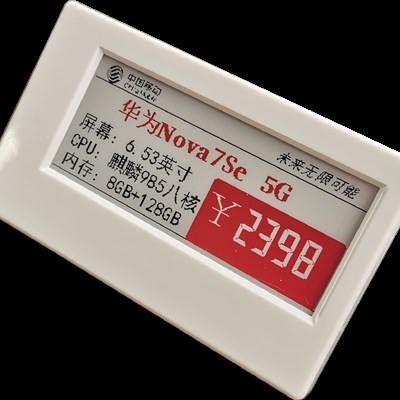 中国移动
未来无限可能
华为Nova7Se 5G
屏幕：6.53英寸
CPU：麒麟985八核
内存：8GB+128GB
￥2398